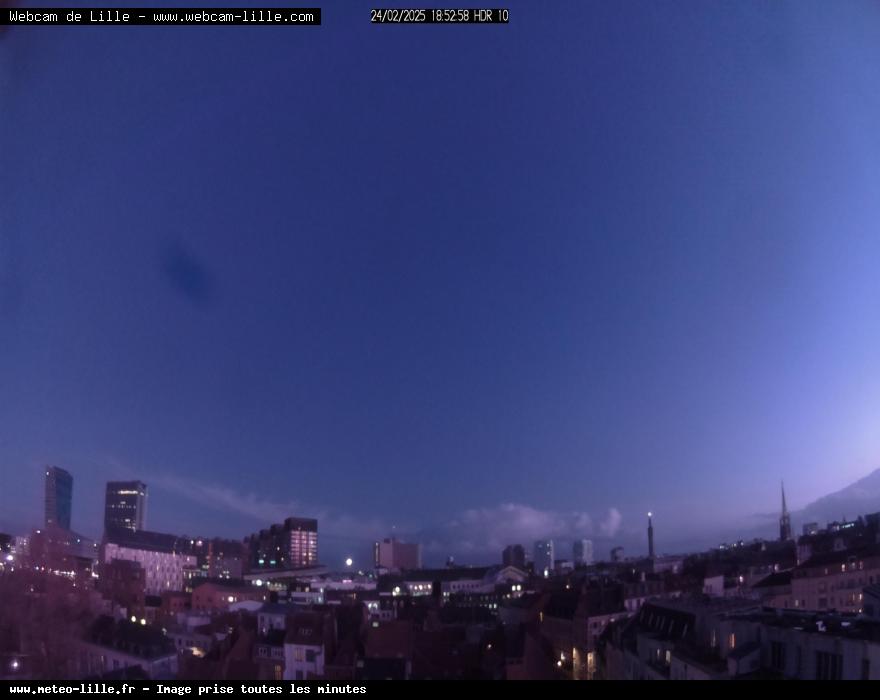 Webcam de Lille - www.webcam-lille.com
24/02/2025 18:52:58 HDR 10
www.meteo-lille.fr - Image prise toutes les minutes